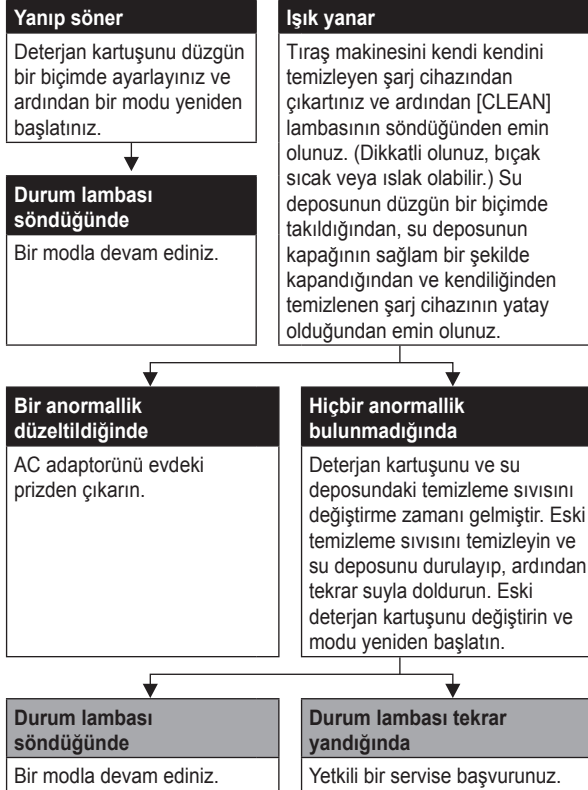 Yanıp söner
Deterjan kartuşunu düzgün
bir biçimde ayarlayınız ve
ardından bir modu yeniden
başlatınız.
Durum lambası
söndüğünde
Bir modla devam ediniz.
Işık yanar
Tıraş makinesini kendi kendini
temizleyen şarj cihazından
çıkartınız ve ardından [CLEAN]
lambasının söndüğünden emin
olunuz. (Dikkatli olunuz, bıçak
sıcak veya ıslak olabilir.) Su
deposunun düzgün bir biçimde
takıldığından, su deposunun
kapağının sağlam bir şekilde
kapandığından ve kendiliğinden
temizlenen şarj cihazının yatay
olduğundan emin olunuz.
Bir anormallik
düzeltildiğinde
AC adaptorünü evdeki
prizden çıkarın.
Hiçbir anormallik
bulunmadığında
Deterjan kartuşunu ve su
deposundaki temizleme sıvısını
değiştirme zamanı gelmiştir. Eski
temizleme sıvısını temizleyin ve
su deposunu durulayıp, ardından
tekrar suyla doldurun. Eski
deterjan kartuşunu değiştirin ve
modu yeniden başlatın.
Durum lambası
söndüğünde
Bir modla devam ediniz.
Durum lambası tekrar
yandığında
Yetkili bir servise başvurunuz.